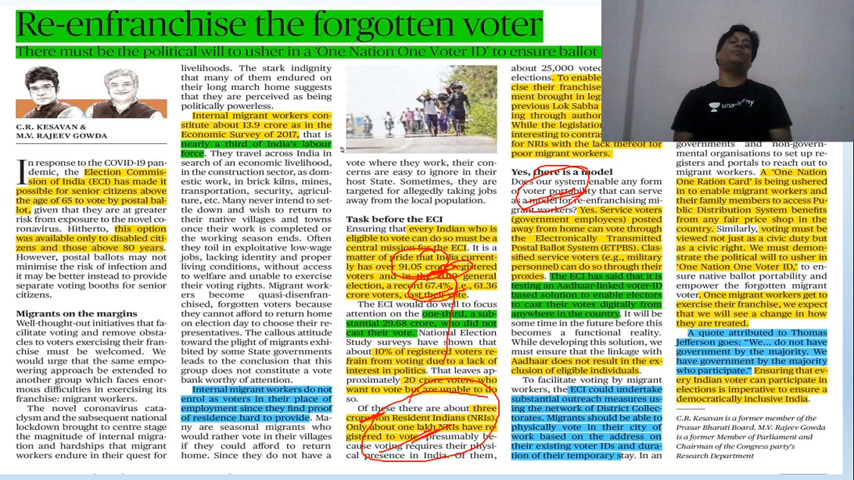 Re-enfranchise the forgotten voter
There must be the political will to usher in a 'One Nation One Voter ID' to ensure ballot
C.R. KESAVAN &
M.V. RAJEEV GOWDA
In response to the COVID-19 pan-
demic, the Election Commis-
sion of India (ECI) has made it
possible for senior citizens above
the age of 65 to vote by postal bal-
lot, given that they are at greater
risk from exposure to the novel co-
ronavirus. Hitherto, this option
was available only to disabled citi-
zens and those above 80 years.
However, postal ballots may not
minimise the risk of infection and
it may be better instead to provide
separate voting booths for senior
citizens.
Migrants on the margins
Well-thought-out initiatives that fa-
cilitate voting and remove obsta-
cles to voters exercising their fran-
chise must be welcomed. We
would urge that the same empo-
wering approach be extended to
another group which faces enor-
mous difficulties in exercising its
franchise: migrant workers.
The novel coronavirus cata-
clysm and the subsequent national
lockdown brought to centre stage
the magnitude of internal migra-
tion and hardships that migrant
workers endure in their quest for
livelihoods. The stark indignity
that many of them endured on
their long march home suggests
that they are perceived as being
politically powerless.
Internal migrant workers con-
stitute about 13.9 crore as in the
Economic Survey of 2017, that is
nearly a third of India's labour
force. They travel across India in
search of an economic livelihood,
in the construction sector, as dom-
estic work, in brick kilns, mines,
transportation, security, agricul-
ture, etc. Many never intend to set-
tle down and wish to return to
their native villages and towns
once their work is completed or
the working season ends. Often
they toil in exploitative low-wage
jobs, lacking identity and proper
living conditions, without access
to welfare and unable to exercise
their voting rights. Migrant work-
ers become quasi-disenfran-
chised, forgotten voters because
they cannot afford to return home
on election day to choose their re-
presentatives. The callous attitude
toward the plight of migrants exhi-
bited by some State governments
leads to the conclusion that this
group does not constitute a vote
bank worthy of attention.
Internal migrant workers do not
enrol as voters in their place of
employment since they find proof
of residence hard to provide. Ma-
ny are seasonal migrants who
would rather vote in their villages
if they could afford to return
home. Since they do not have a
vote where they work, their con-
cerns are easy to ignore in their
host State. Sometimes, they are
targeted for allegedly taking jobs
away from the local population.
Task before the ECI
Ensuring that every Indian who is
eligible to vote can do so must be a
central mission for the ECI. It is a
matter of pride that India current-
ly has over 91.05 crore registered
voters and in the general
election, a record 67.4%, i.e., 61.36
crore voters, cast their vote.
The ECI would do well to focus
attention on the one-third, a sub-
stantial 29.68 crore, who did not
cast their vote. National Election
Study surveys have shown that
about 10% of registered voters re-
frain from voting due to a lack of
interest in politics. That leaves ap-
proximately 20 crore voters who
want to vote but are unable to do
so.
Of these there are about three
crore Resident Indians (NRIs).
Only about one lakh NRIs have re-
gistered to vote, presumably be-
cause voting requires their physi-
cal presence in India. Of them,
about 25,000 voted
elections. To enable
cise their franchise
ment brought in leg
previous Lok Sabha
ing through author
While the legislation
interesting to contras
for NRIs with the lack thereof for
poor migrant workers.
Yes, there is a model
Does our system enable any form
of voter portability that can serve
as a model for re-enfranchising mi-
grant workers? Yes. Service voters
(government employees) posted
away from home can vote through
the Electronically Transmitted
Postal Ballot System (ETPBS). Clas-
sified service voters (e.g., military
personnel) can do so through their
proxies. The ECI has said that it is
testing an Aadhaar-linked voter-ID
based solution to enable electors
to cast their votes digitally from
anywhere in the country. It will be
some time in the future before this
becomes a functional reality.
While developing this solution, we
must ensure that the linkage with
Aadhaar does not result in the ex-
clusion of eligible individuals.
To facilitate voting by migrant
workers, the ECI could undertake
substantial outreach measures us-
ing the network of District Collec-
torates. Migrants should be able to
physically vote in their city of
work based on the address on
their existing voter IDs and dura-
tion of their temporary stay. In an
governments and non-govern-
mental organisations to set up re-
gisters and portals to reach out to
migrant workers. A 'One Nation
One Ration Card' is being ushered
in to enable migrant workers and
their family members to access Pu-
blic Distribution System benefits
from anywhere in the country.
Similarly, voting must be
viewed not just as a civic duty but
as a civic right. We must demon-
strate the political will to usher in
'One Nation One Voter ID,' to en-
sure native ballot portability and
empower the forgotten migrant
voter. Once migrant workers get to
exercise their franchise, we expect
that we will see a change in how
they are treated.
A quote attributed to Thomas
Jefferson goes: "We... do not have
government by the majority. We
have government by the majority
who participate." Ensuring that ev-
ery Indian voter can participate in
elections is imperative to ensure a
democratically inclusive India.
C.R. Kesavan is a former member of the
Prasar Bharati Board. M.V. Rajeev Gowda
is a former Member of Parliament and
Chairman of the Congress party's
Research Department